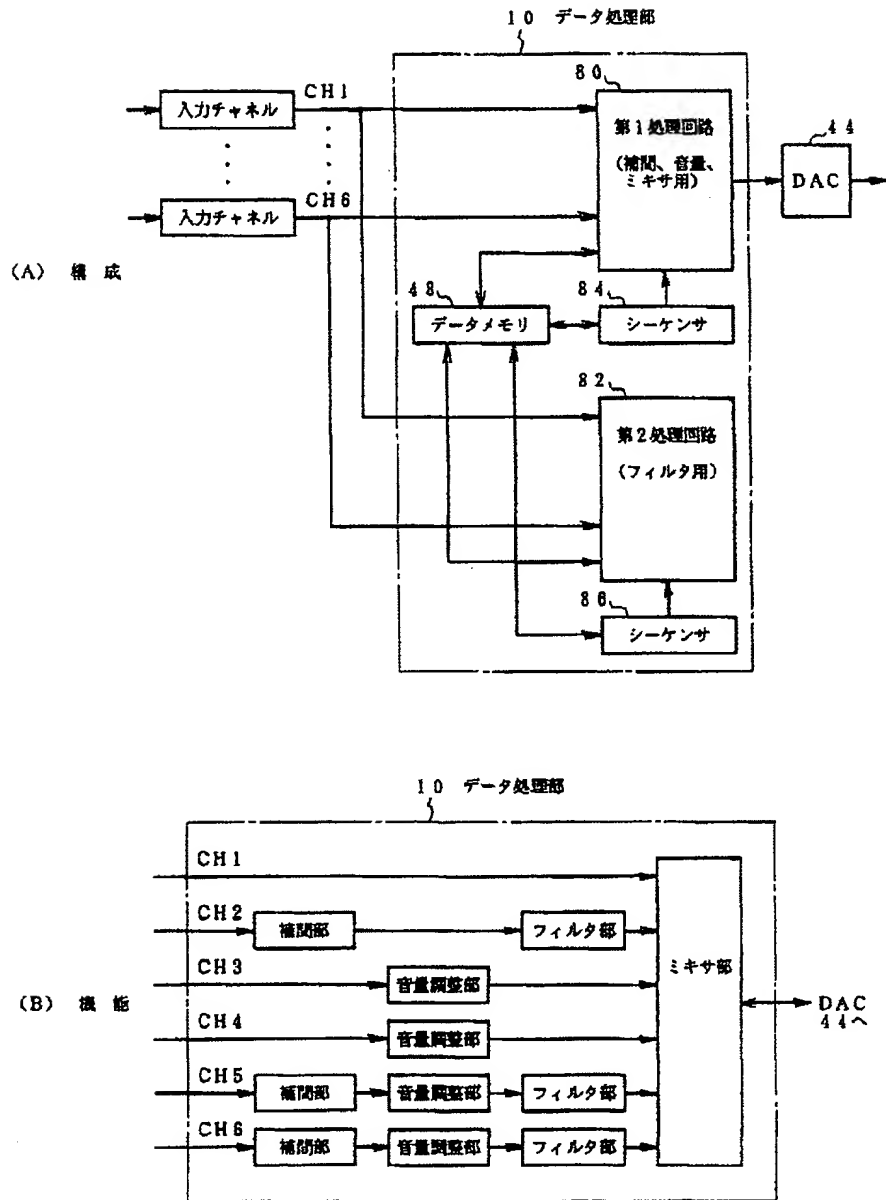 10 データ処理部
80
CH1
入力チャネル
第1処理回路
(補間、音量、
ミキサ用)
44
DAC
CH6
入力チャネル
(A) 構成
48
データメモリ
84
シーケンサ
82
第2処理回路
(フィルタ用)
86
シーケンサ
10 データ処理部
CH1
CH2
補間部
フィルタ部
CH3
音量調整部
ミキサ部
(B) 機能
DAC
44へ
CH4
音量調整部
CH5
補間部
音量調整部
フィルタ部
CH6
補間部
音量調整部
フィルタ部